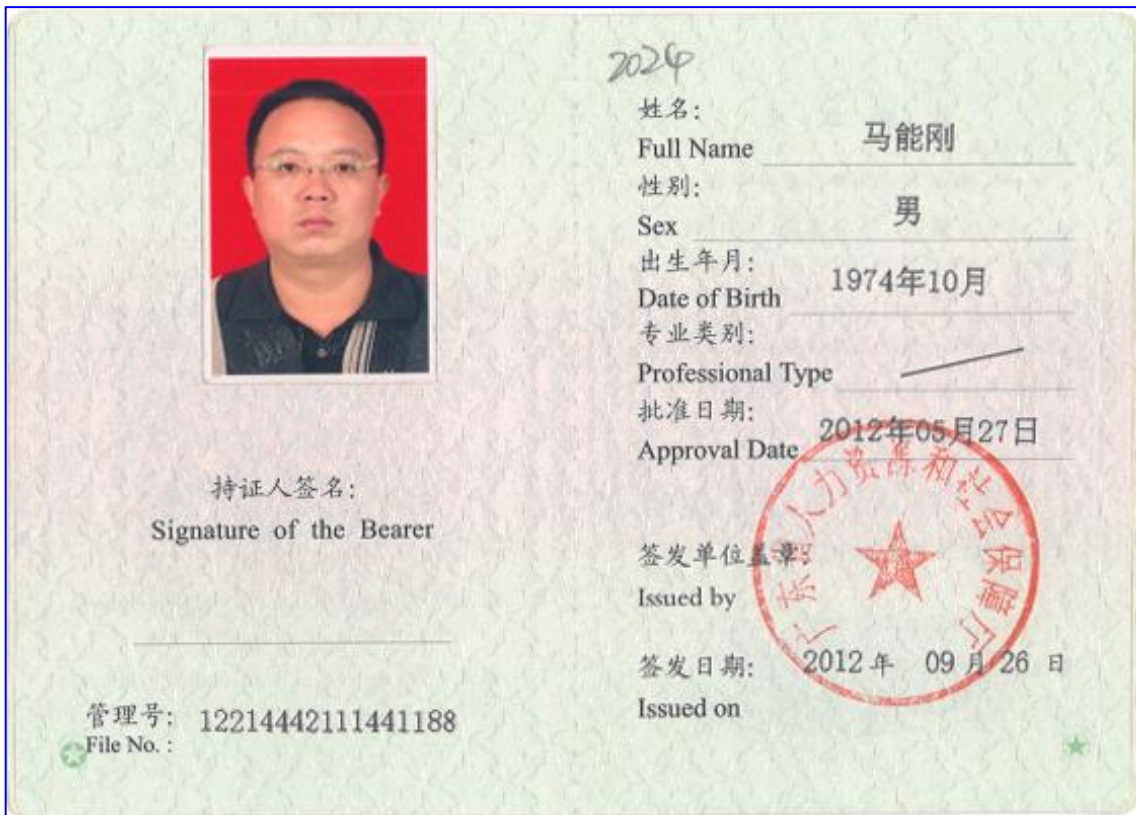 2024
姓名:
Full Name 马能刚
性别:
Sex 男
出生年月:
Date of Birth 1974年10月
专业类别:
Professional Type
批准日期:
Approval Date 2012年05月27日
持证人签名:
Signature of the Bearer
签发单位盖章:
Issued by
广东省人力资源和社会保障厅
签发日期: 2012年 09月26日
Issued on
管理号: 12214442111441188
File No. :